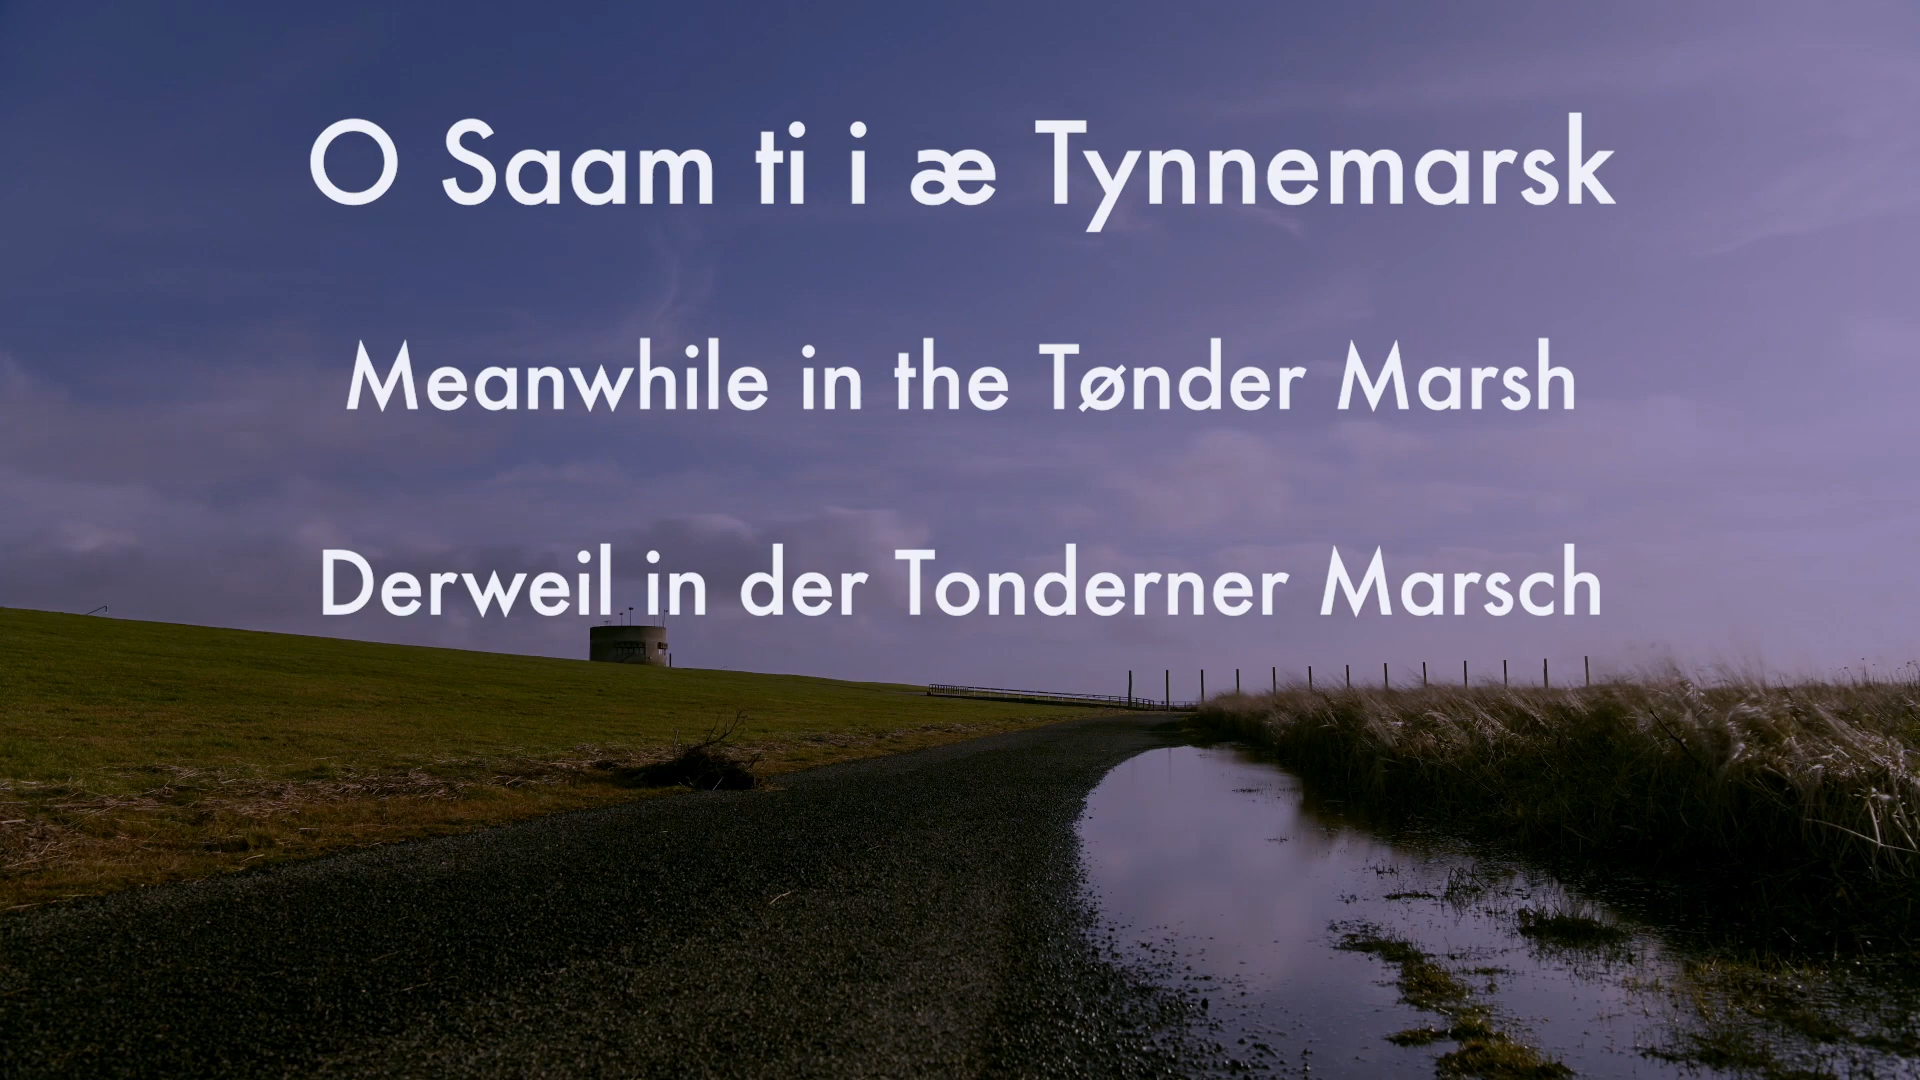 O Saam ti i æ Tynnemarsk
Meanwhile in the Tønder Marsh
Derweil in der Tonderner Marsch